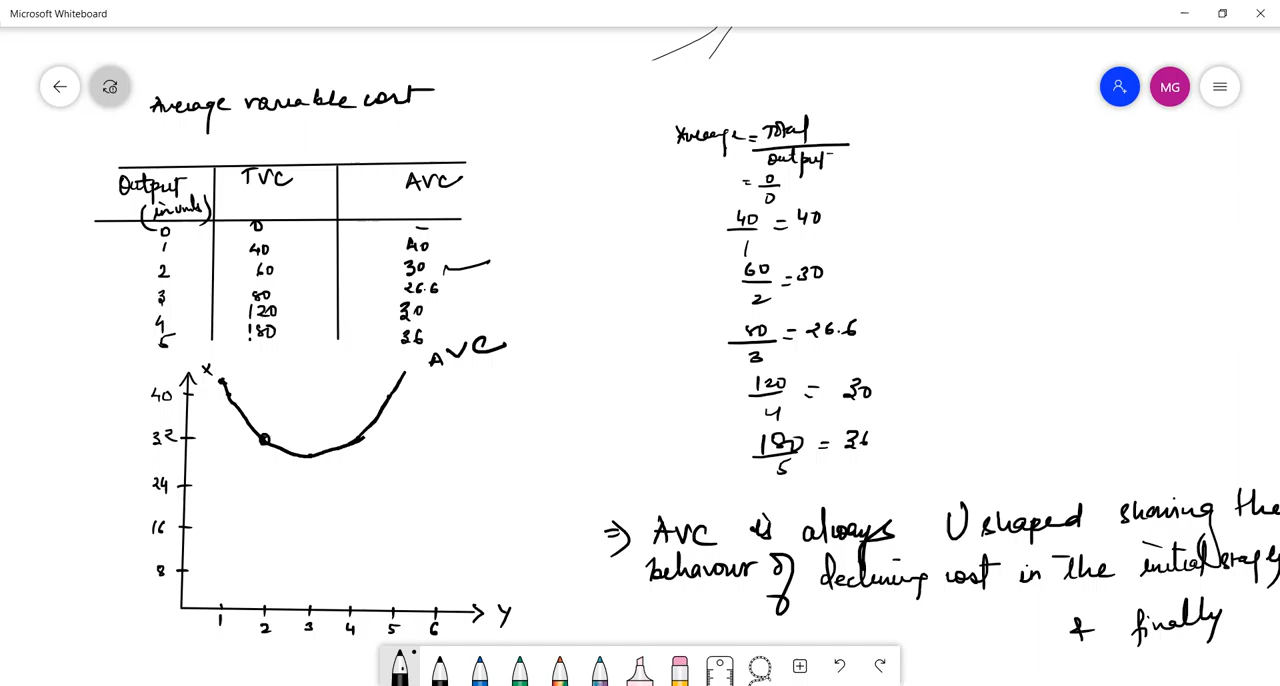 Microsoft Whiteboard
MG
Average variable cost
Output TVC AVC
(in units)
0 0 -
1 40 40
2 60 30
3 80 26.6
4 120 30
5 180 36
AVC
X
40
32
24
16
8
1 2 3 4 5 6 Y
Average = Total
Output
= 0
0
40 = 40
1
60 = 30
2
80 = 26.6
3
120 = 30
4
180 = 36
5
⇒ AVC is always U shaped showing the
behavour of declining cost in the initial
& finally